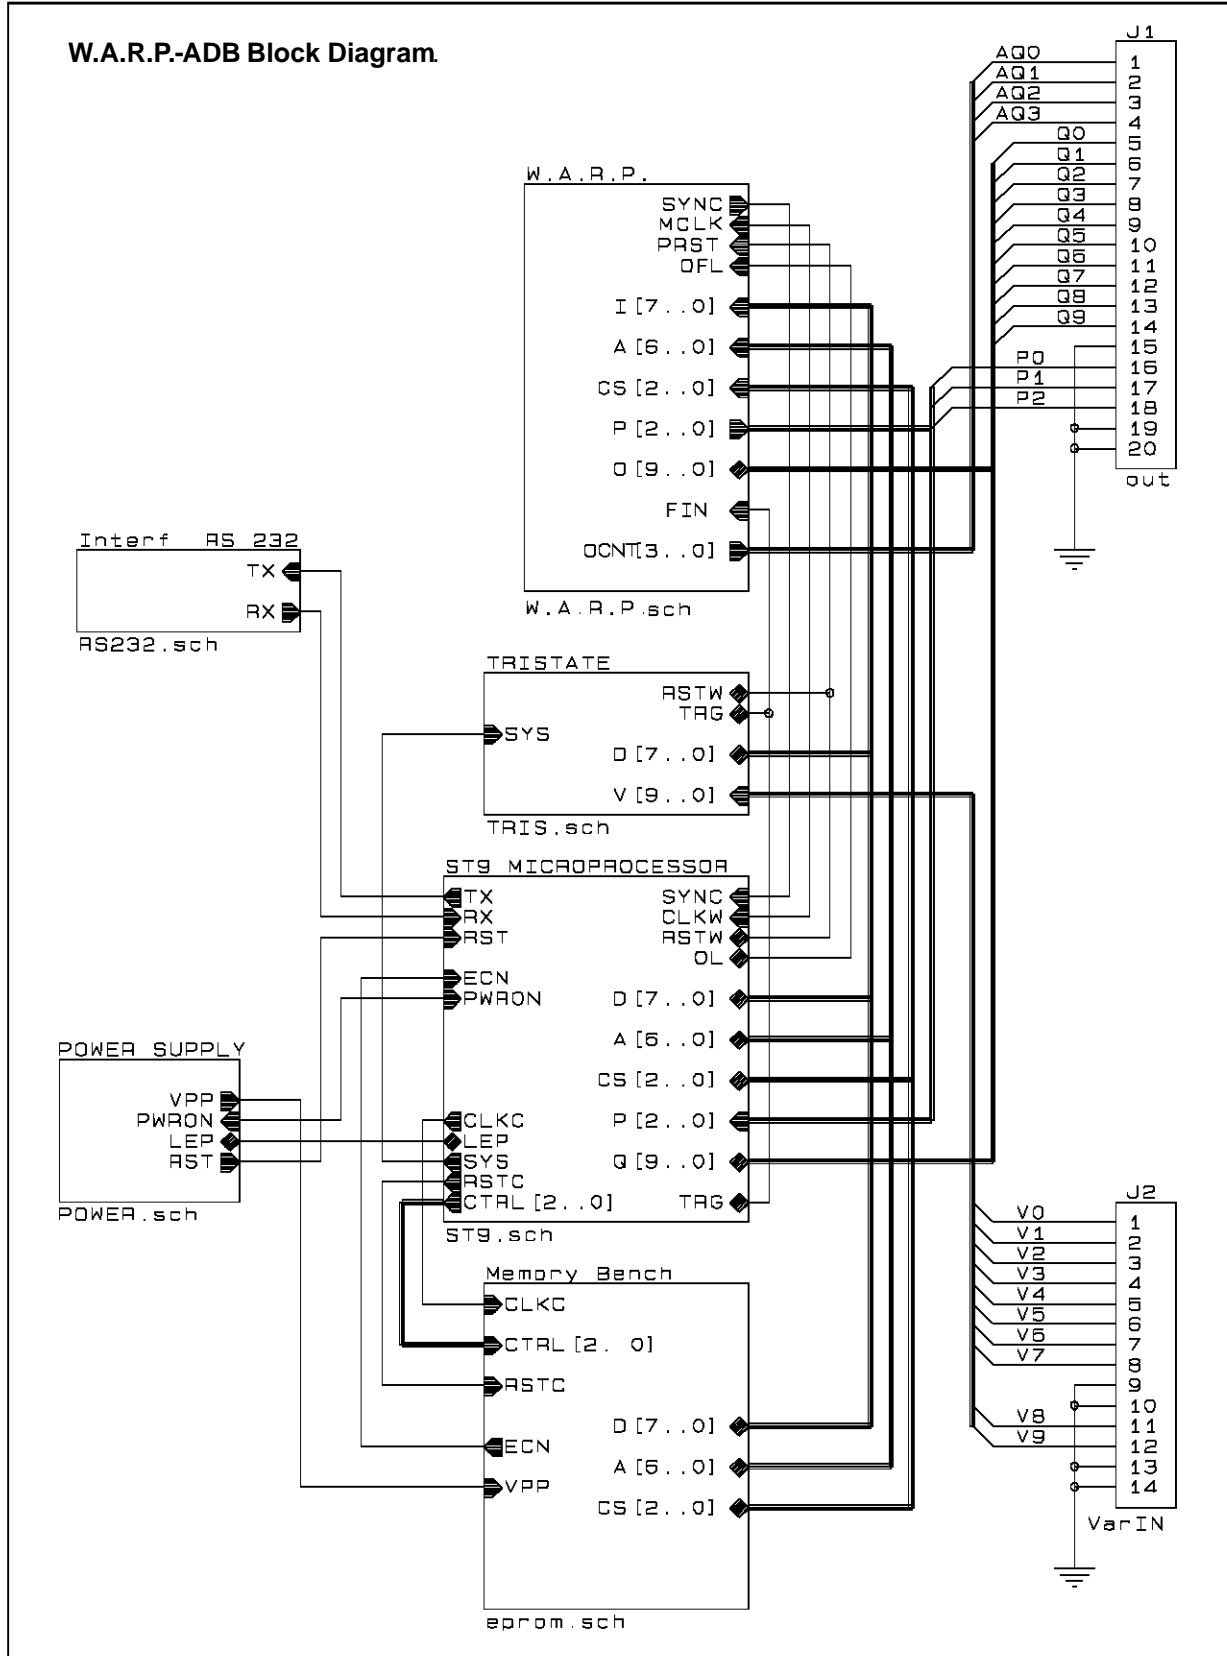 W.A.R.P.-ADB Block Diagram.
J1
AQ0 1
AQ1 2
AQ2 3
AQ3 4
Q0 5
Q1 6
Q2 7
Q3 8
Q4 9
Q5 10
Q6 11
Q7 12
Q8 13
Q9 14
15
P0 16
P1 17
P2 18
19
20
out
W.A.R.P.
SYNC
MCLK
PRST
OFL
I[7..0]
A[6..0]
CS[2..0]
P[2..0]
O[9..0]
FIN
OCNT[3..0]
W.A.R.P.sch
Interf RS 232
TX
RX
RS232.sch
TRISTATE
RSTW
TRG
SYS
D[7..0]
V[9..0]
TRIS.sch
ST9 MICROPROCESSOR
TX SYNC
RX CLKW
RST RSTW
OL
ECN
PWRON D[7..0]
A[6..0]
CS[2..0]
CLKC P[2..0]
LEP
SYS Q[9..0]
RSTC
CTRL[2..0] TRG
ST9.sch
POWER SUPPLY
VPP
PWRON
LEP
RST
POWER.sch
Memory Bench
CLKC
CTRL[2. 0]
RSTC
D[7..0]
ECN
A[6..0]
VPP
CS[2..0]
eprom.sch
J2
V0 1
V1 2
V2 3
V3 4
V4 5
V5 6
V6 7
V7 8
9
10
V8 11
V9 12
13
14
VarIN